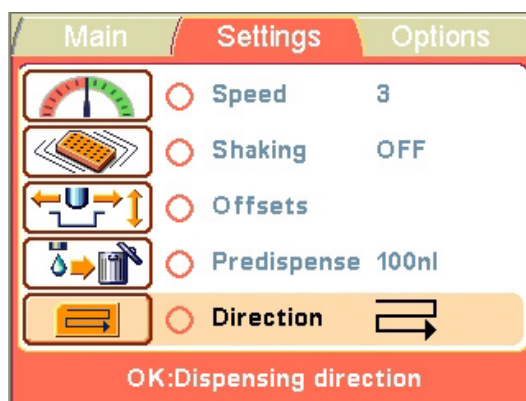 Main Settings Options
Speed 3
Shaking OFF
Offsets
Predispense 100nl
Direction
OK:Dispensing direction